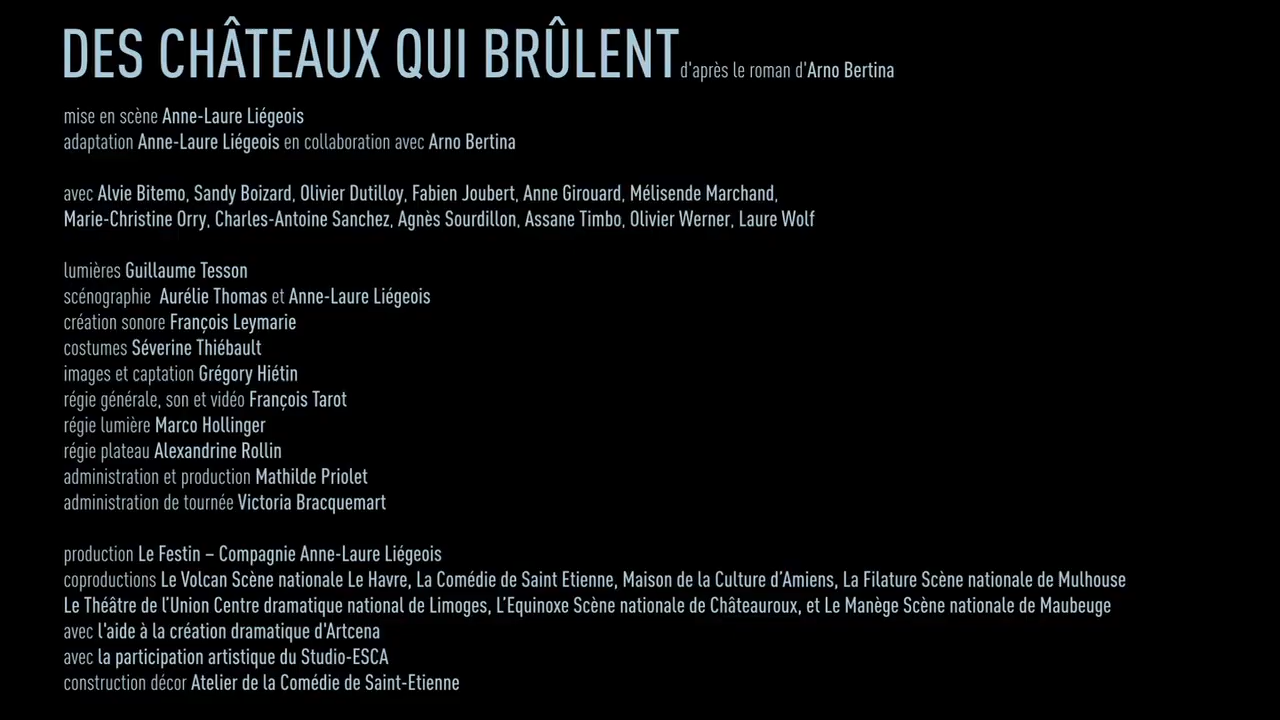 DES CHÂTEAUX QUI BRÛLENT d'après le roman d'Arno Bertina
mise en scène Anne-Laure Liégeois
adaptation Anne-Laure Liégeois en collaboration avec Arno Bertina
avec Alvie Bitemo, Sandy Boizard, Olivier Dutilloy, Fabien Joubert, Anne Girouard, Mélisende Marchand,
Marie-Christine Orry, Charles-Antoine Sanchez, Agnès Sourdillon, Assane Timbo, Olivier Werner, Laure Wolf
lumières Guillaume Tesson
scénographie Aurélie Thomas et Anne-Laure Liégeois
création sonore François Leymarie
costumes Séverine Thiébault
images et captation Grégory Hiétin
régie générale, son et vidéo François Tarot
régie lumière Marco Hollinger
régie plateau Alexandrine Rollin
administration et production Mathilde Priolet
administration de tournée Victoria Bracquemart
production Le Festin – Compagnie Anne-Laure Liégeois
coproductions Le Volcan Scène nationale Le Havre, La Comédie de Saint Etienne, Maison de la Culture d'Amiens, La Filature Scène nationale de Mulhouse
Le Théâtre de l'Union Centre dramatique national de Limoges, L'Equinoxe Scène nationale de Châteauroux, et Le Manège Scène nationale de Maubeuge
avec l'aide à la création dramatique d'Artcena
avec la participation artistique du Studio-ESCA
construction décor Atelier de la Comédie de Saint-Etienne